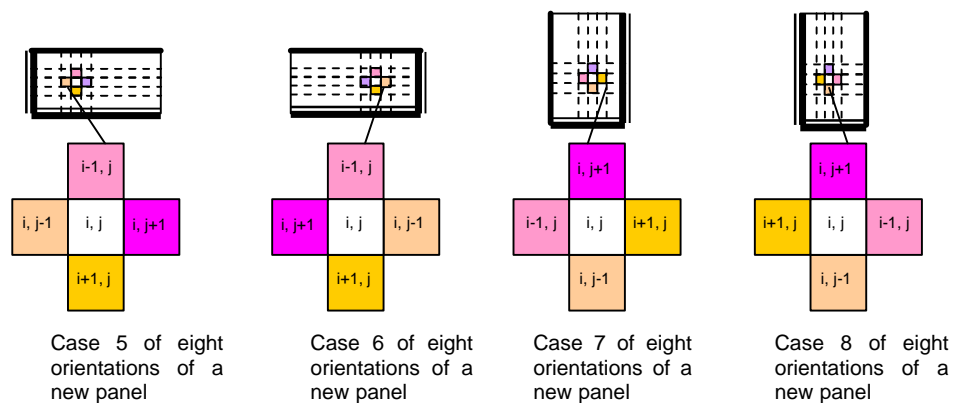 i-1, j
i, j-1 i, j i, j+1
i+1, j
Case 5 of eight
orientations of a
new panel
i-1, j
i, j+1 i, j i, j-1
i+1, j
Case 6 of eight
orientations of a
new panel
i, j+1
i-1, j i, j i+1, j
i, j-1
Case 7 of eight
orientations of a
new panel
i, j+1
i+1, j i, j i-1, j
i, j-1
Case 8 of eight
orientations of a
new panel